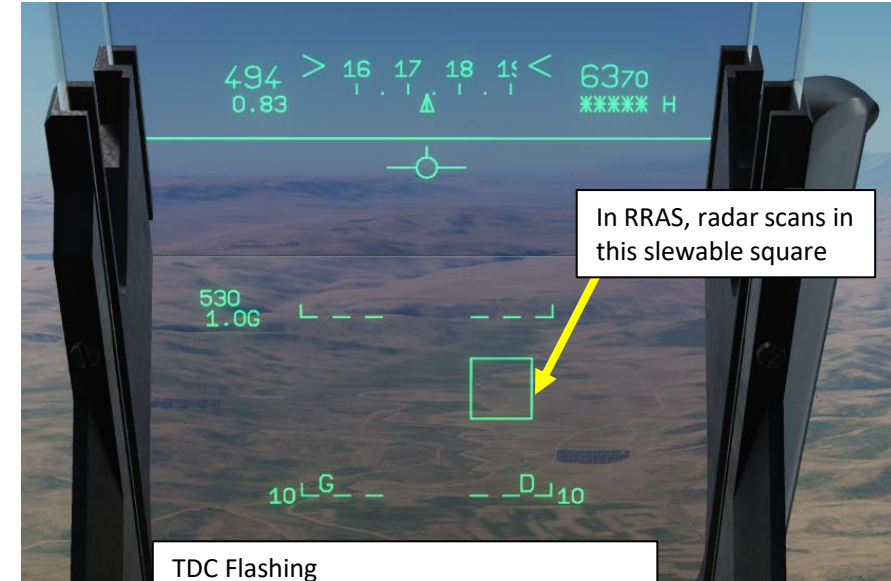 494 > 16 17 18 1 < 6370
0.83 ***** H
In RRAS, radar scans in
this slewable square
530
1.0G
10 G D 10
TDC Flashing